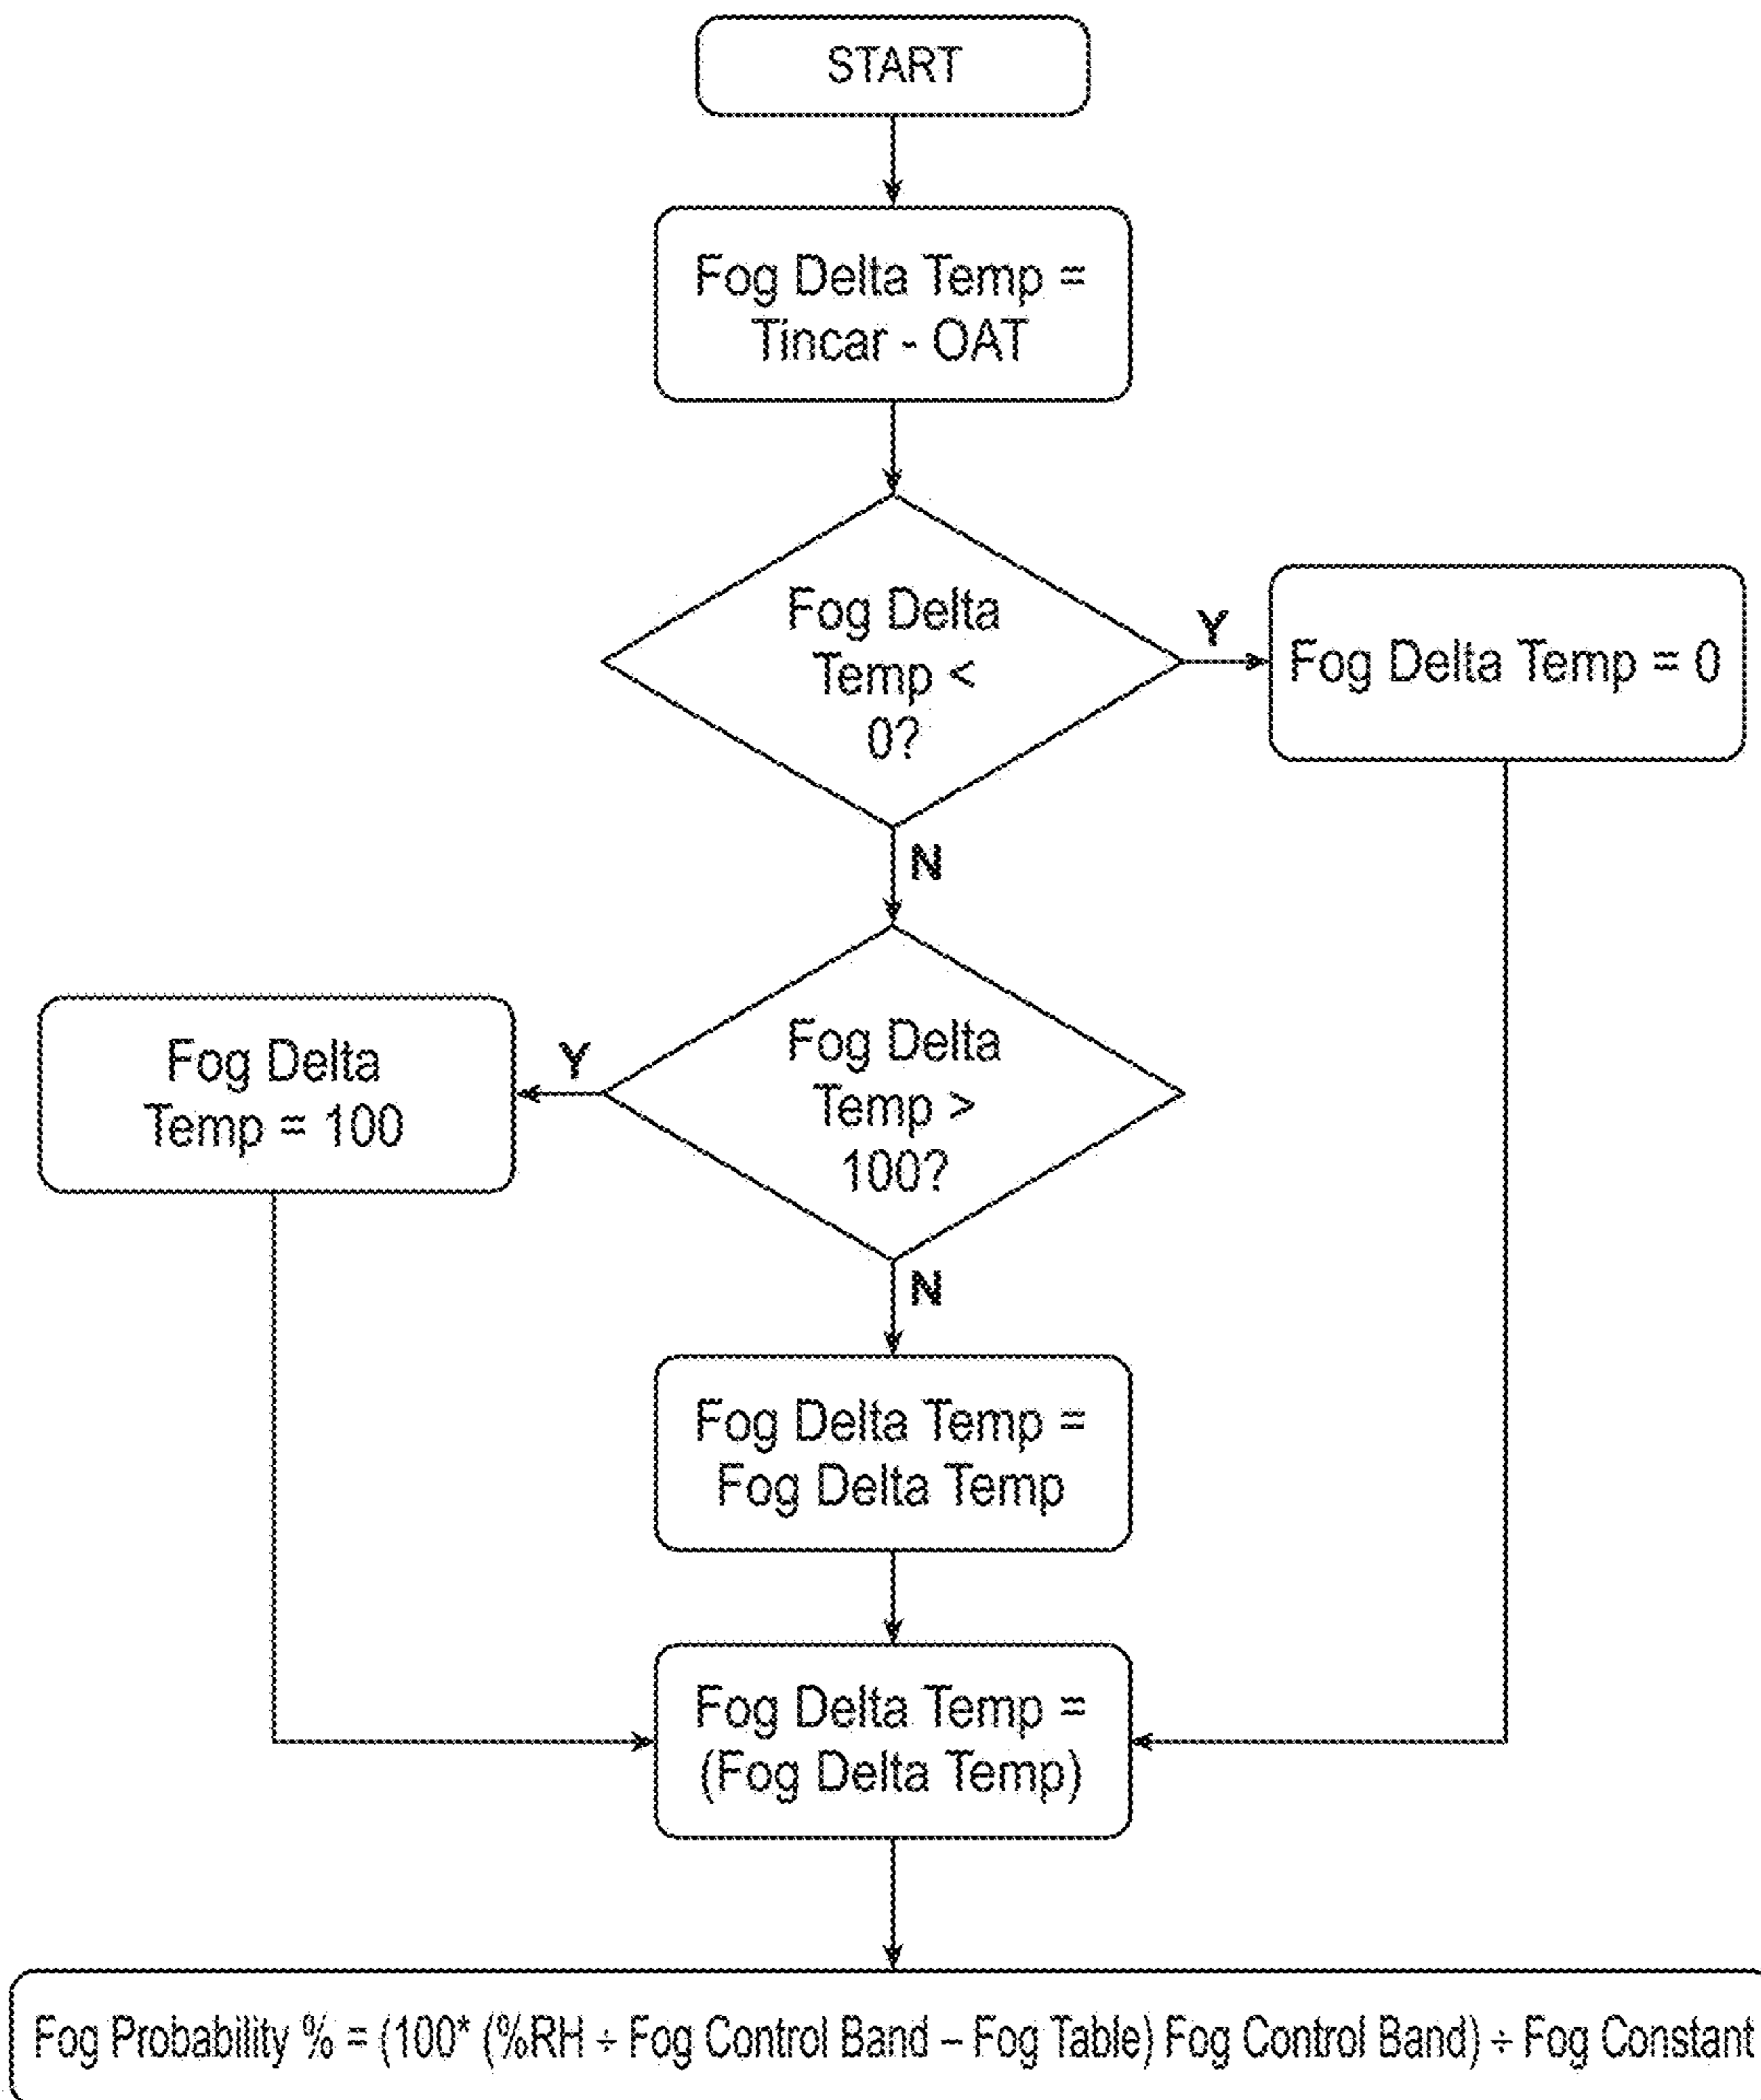 START
Fog Delta Temp =
Tincar - OAT
Fog Delta
Temp <
0?
Y
Fog Delta Temp = 0
N
Fog Delta
Temp >
100?
Y
Fog Delta
Temp = 100
N
Fog Delta Temp =
Fog Delta Temp
Fog Delta Temp =
(Fog Delta Temp)
Fog Probability % = (100* (%RH ÷ Fog Control Band – Fog Table) Fog Control Band) ÷ Fog Constant